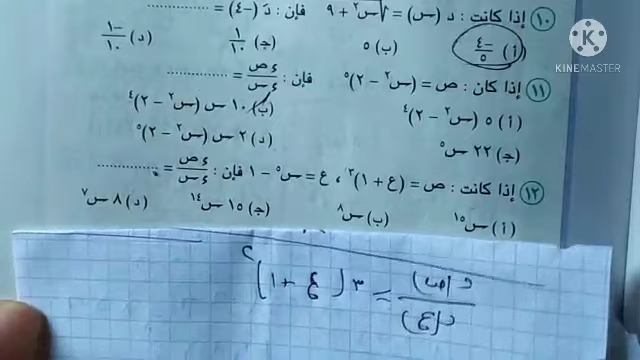 ١٠ إذا كانت : د (س) = √س٢ + ٩ فإن : د َ (–٤) = ............
(أ) –٤/٥ (ب) ٥ (ج) ١/١٠ (د) –١/١٠
KINEMASTER
١١ إذا كان : ص = (س٢ – ٢)٥ فإن : ءص/ءس = ............
(أ) ٥ (س٢ – ٢)٤ (ب) ١٠ س (س٢ – ٢)٤
(ج) ٢٢ س٥ (د) ٢ س (س٢ – ٢)٥
١٢ إذا كانت : ص = (ع + ١)٣ ، ع = س٥ – ١ فإن : ءص/ءس = ............
(أ) س١٥ (ب) س٨ (ج) ١٥ س١٤ (د) ٨ س٧
د(ص)/د(ع) = ٣(ع + ١)٢